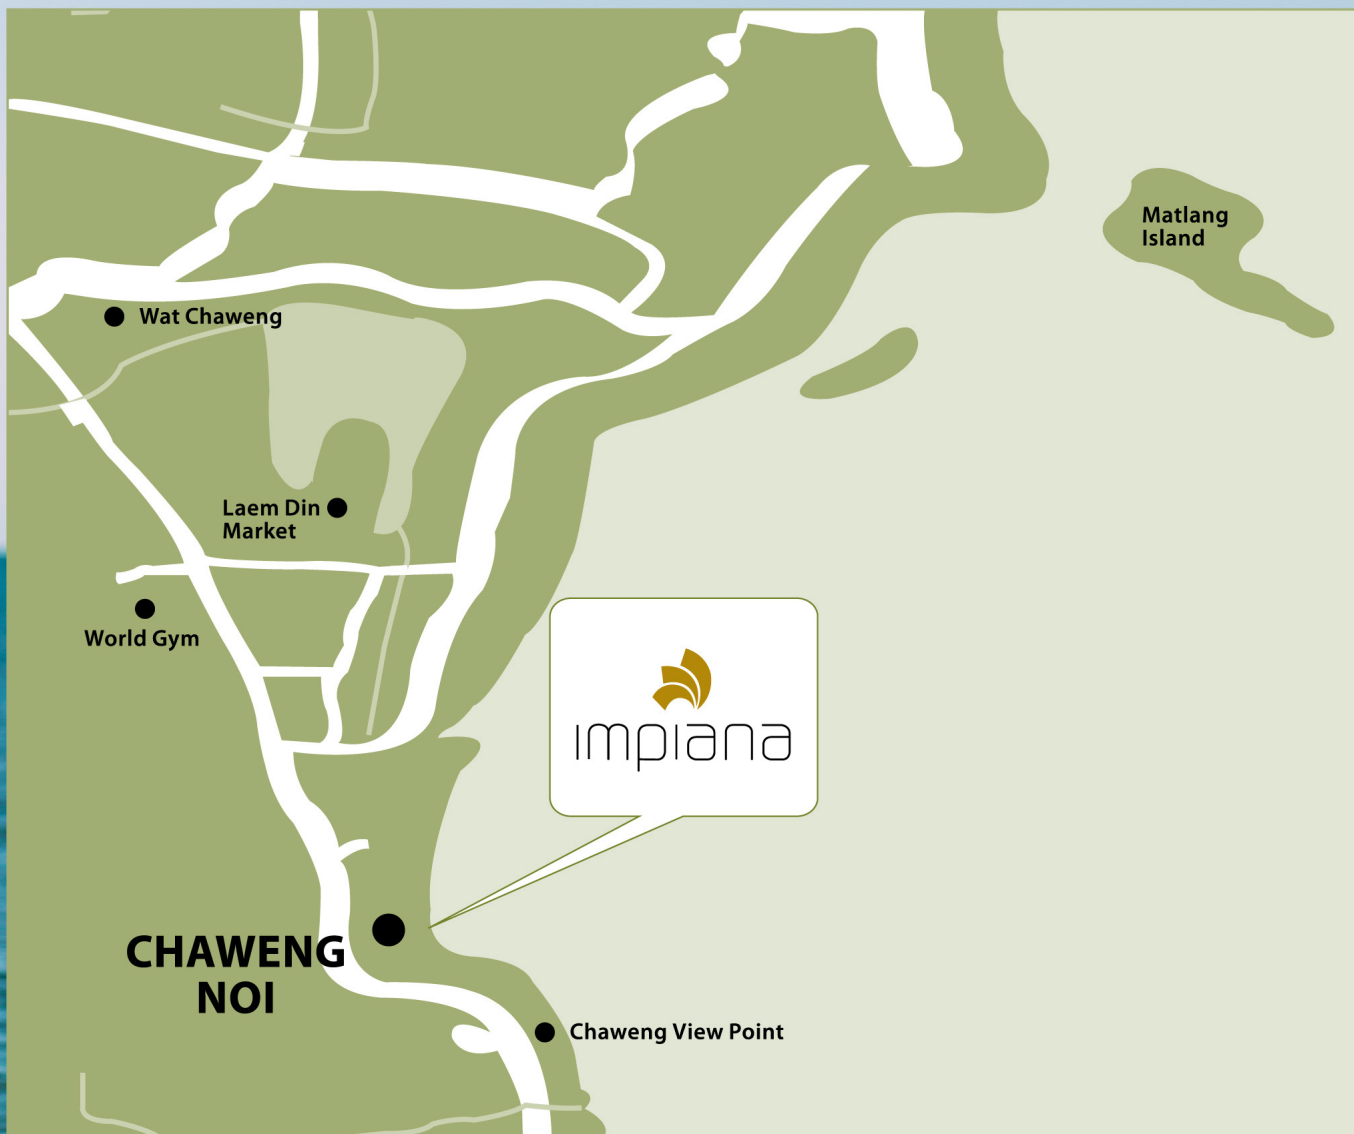 Matlang
Island
Wat Chaweng
Laem Din
Market
World Gym
impiana
CHAWENG
NOI
Chaweng View Point